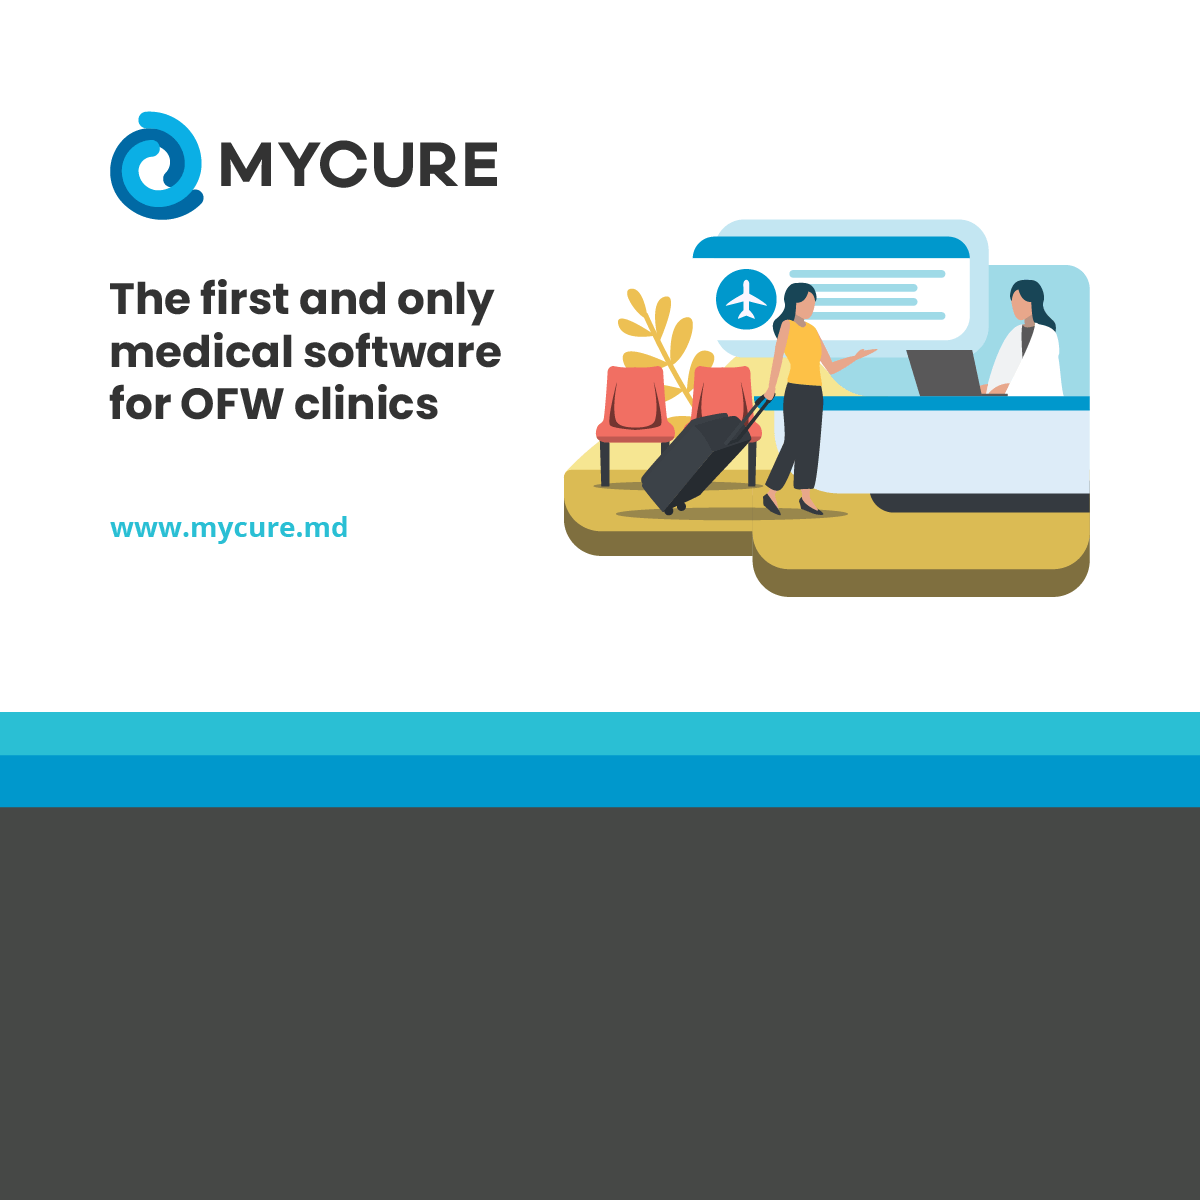 MYCURE
The first and only
medical software
for OFW clinics
www.mycure.md